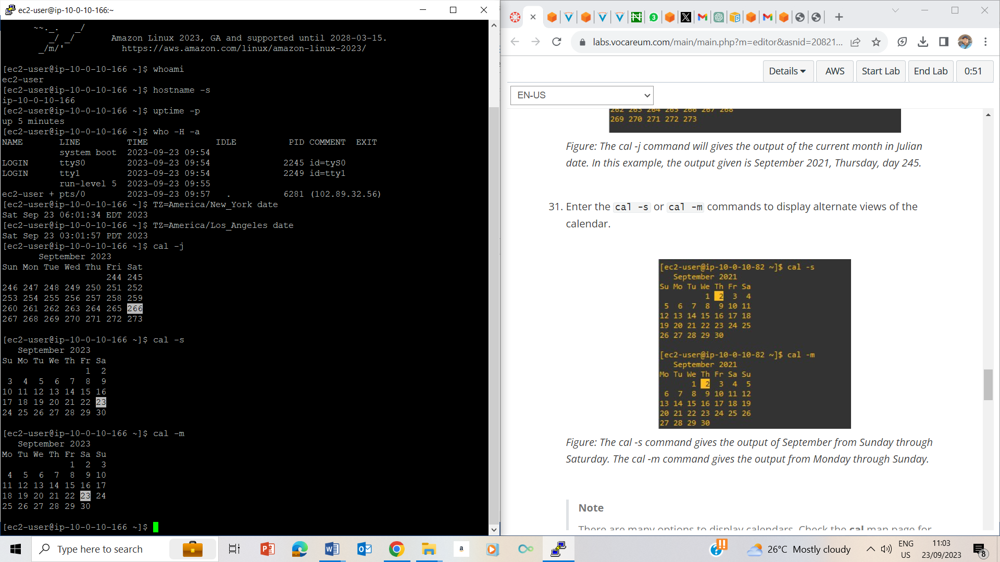 ec2-user@ip-10-0-10-166:~
~~._.   _/
_/ _/       Amazon Linux 2023, GA and supported until 2028-03-15.
_/m/'           https://aws.amazon.com/linux/amazon-linux-2023/
[ec2-user@ip-10-0-10-166 ~]$ whoami
ec2-user
[ec2-user@ip-10-0-10-166 ~]$ hostname -s
ip-10-0-10-166
[ec2-user@ip-10-0-10-166 ~]$ uptime -p
up 5 minutes
[ec2-user@ip-10-0-10-166 ~]$ who -H -a
NAME       LINE         TIME             IDLE          PID COMMENT  EXIT
           system boot  2023-09-23 09:54
LOGIN      ttyS0        2023-09-23 09:54              2245 id=tyS0
LOGIN      tty1         2023-09-23 09:54              2249 id=tty1
           run-level 5  2023-09-23 09:55
ec2-user + pts/0        2023-09-23 09:57   .          6281 (102.89.32.56)
[ec2-user@ip-10-0-10-166 ~]$ TZ=America/New_York date
Sat Sep 23 06:01:34 EDT 2023
[ec2-user@ip-10-0-10-166 ~]$ TZ=America/Los_Angeles date
Sat Sep 23 03:01:57 PDT 2023
[ec2-user@ip-10-0-10-166 ~]$ cal -j
       September 2023
Sun Mon Tue Wed Thu Fri Sat
                    244 245
246 247 248 249 250 251 252
253 254 255 256 257 258 259
260 261 262 263 264 265 266
267 268 269 270 271 272 273
[ec2-user@ip-10-0-10-166 ~]$ cal -s
   September 2023
Su Mo Tu We Th Fr Sa
                1  2
 3  4  5  6  7  8  9
10 11 12 13 14 15 16
17 18 19 20 21 22 23
24 25 26 27 28 29 30
[ec2-user@ip-10-0-10-166 ~]$ cal -m
   September 2023
Mo Tu We Th Fr Sa Su
             1  2  3
 4  5  6  7  8  9 10
11 12 13 14 15 16 17
18 19 20 21 22 23 24
25 26 27 28 29 30
[ec2-user@ip-10-0-10-166 ~]$
labs.vocareum.com/main/main.php?m=editor&asnid=20821...
Details AWS Start Lab End Lab 0:51
EN-US
262 263 264 265 266 267 268
269 270 271 272 273
Figure: The cal -j command will gives the output of the current month in Julian
date. In this example, the output given is September 2021, Thursday, day 245.
31. Enter the cal -s or cal -m commands to display alternate views of the
calendar.
[ec2-user@ip-10-0-10-82 ~]$ cal -s
   September 2021
Su Mo Tu We Th Fr Sa
          1  2  3  4
 5  6  7  8  9 10 11
12 13 14 15 16 17 18
19 20 21 22 23 24 25
26 27 28 29 30
[ec2-user@ip-10-0-10-82 ~]$ cal -m
   September 2021
Mo Tu We Th Fr Sa Su
       1  2  3  4  5
 6  7  8  9 10 11 12
13 14 15 16 17 18 19
20 21 22 23 24 25 26
27 28 29 30
Figure: The cal -s command gives the output of September from Sunday through
Saturday. The cal -m command gives the output from Monday through Sunday.
Note
There are many options to display calendars. Check the cal man page for
Type here to search
26°C Mostly cloudy
ENG
US
11:03
23/09/2023
8